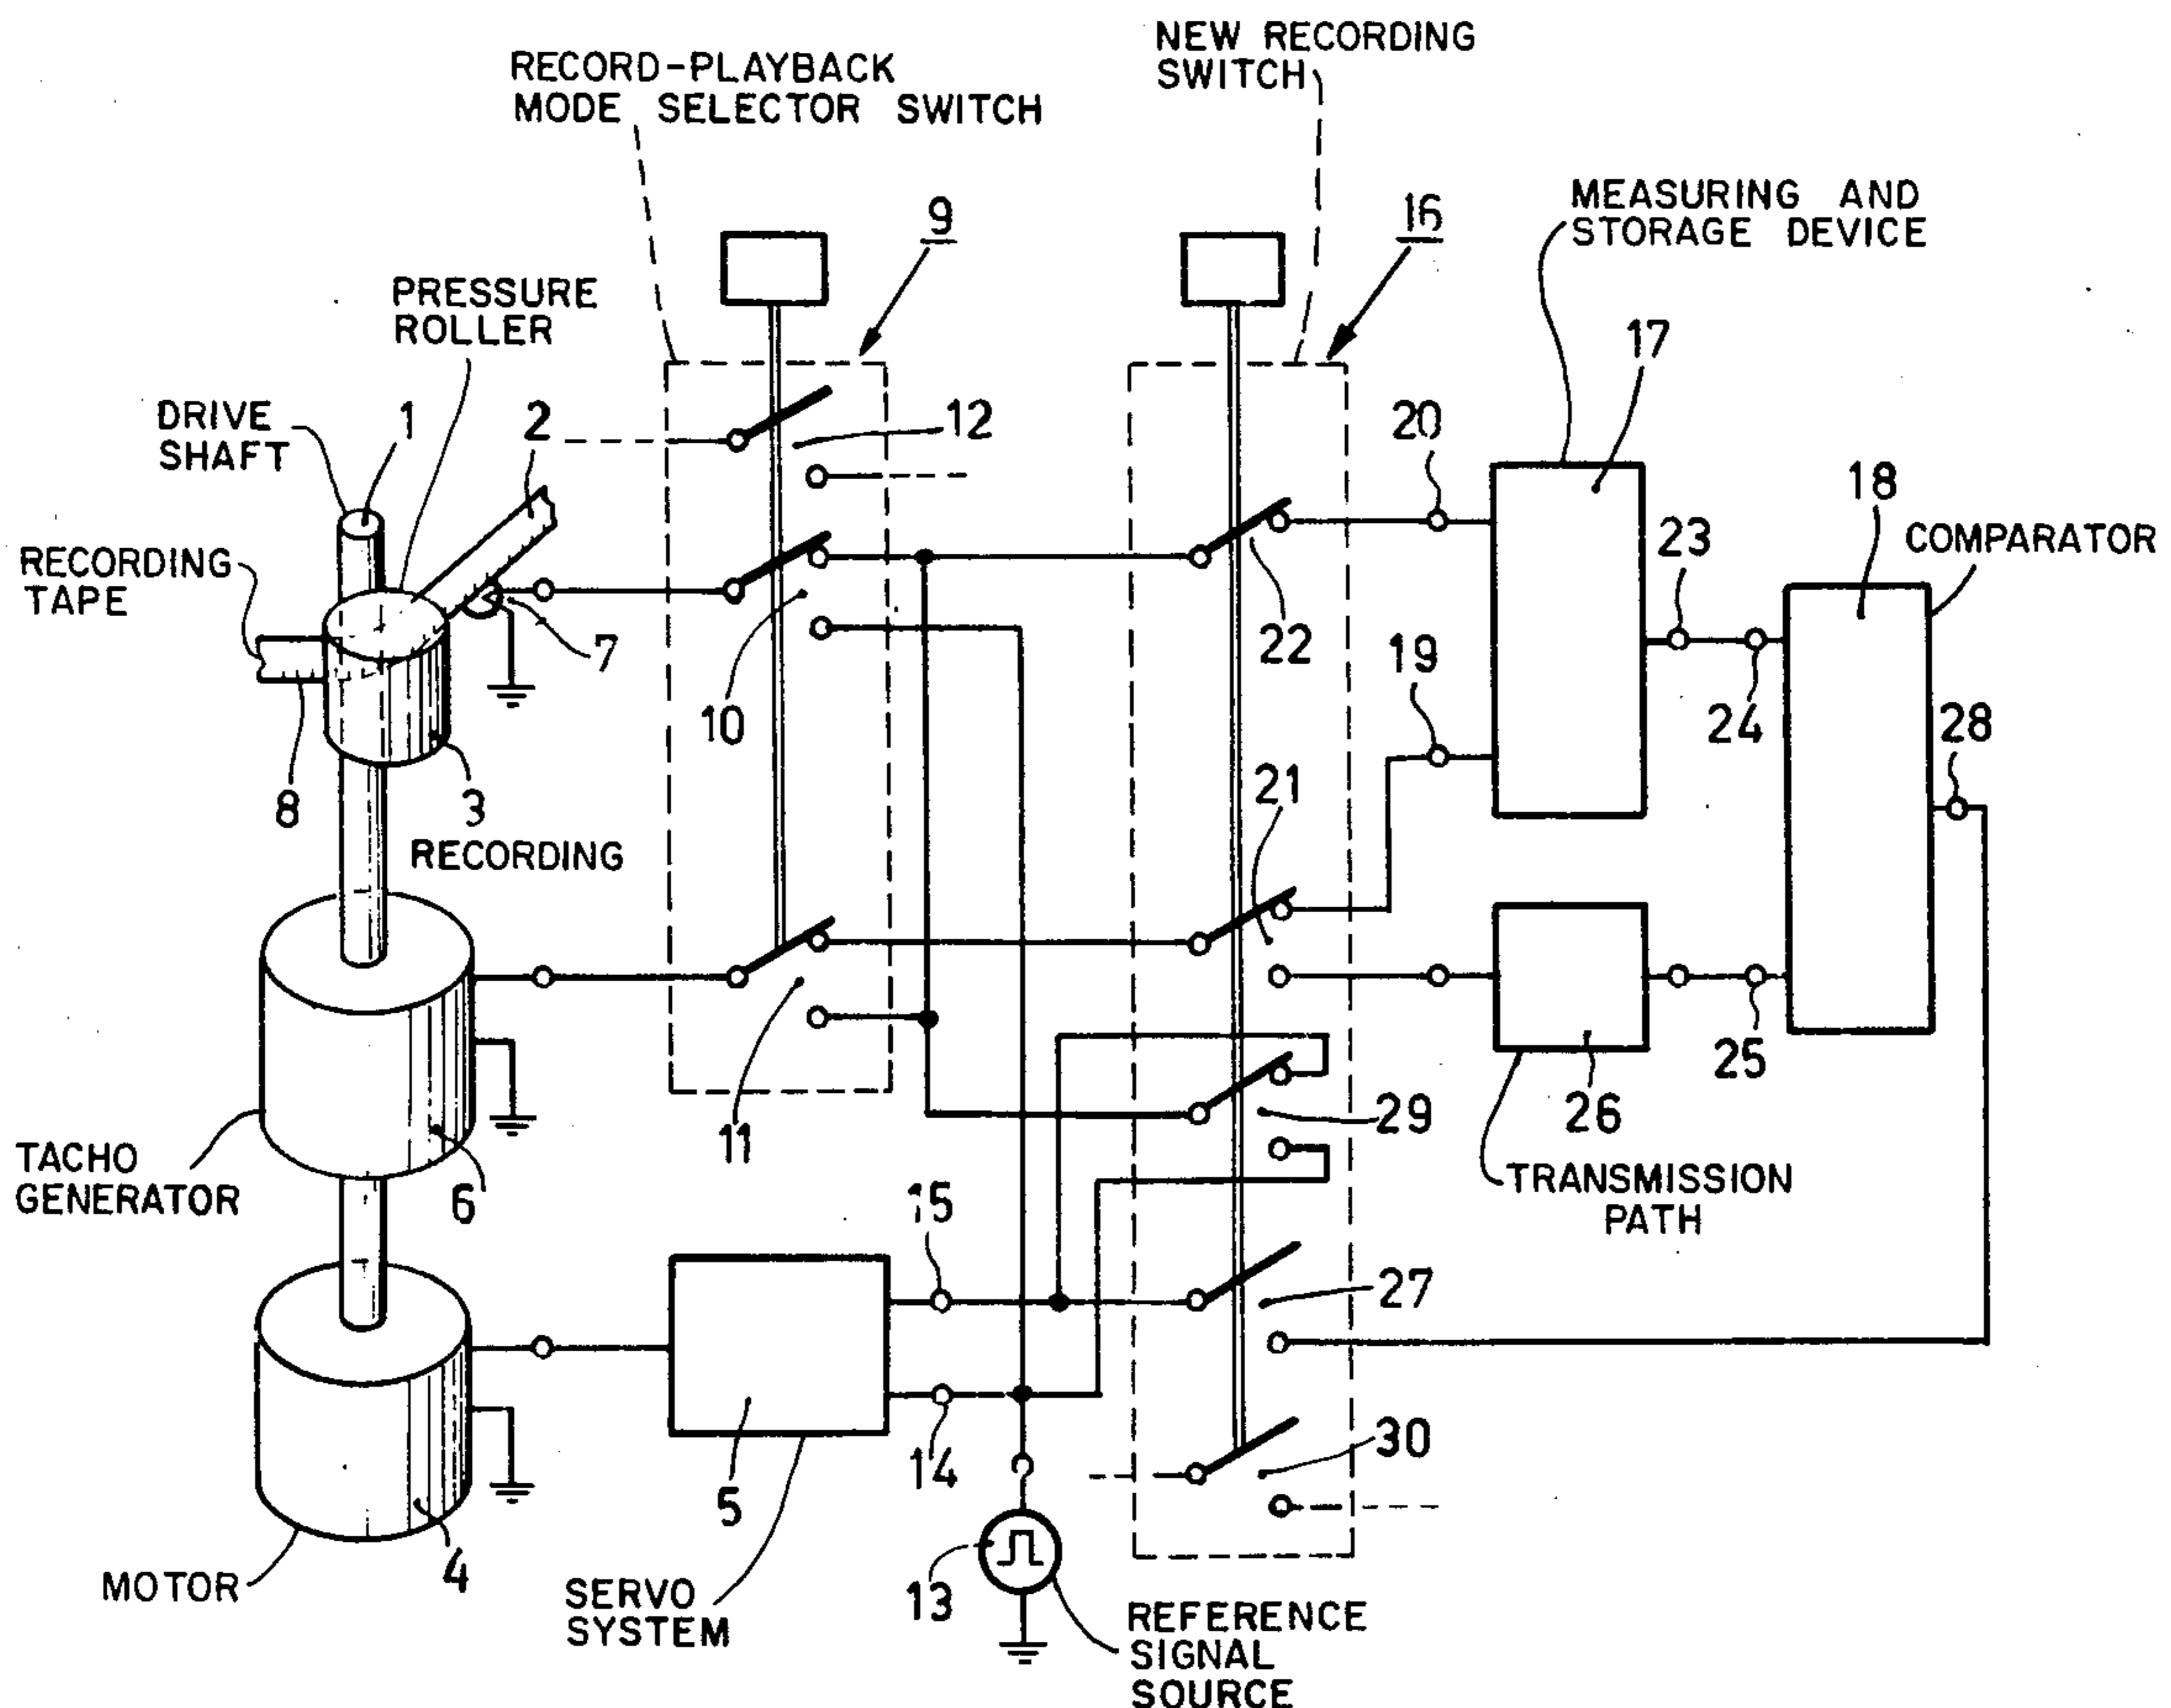 NEW RECORDING
SWITCH
RECORD-PLAYBACK
MODE SELECTOR SWITCH
MEASURING AND
STORAGE DEVICE
9
16
PRESSURE
ROLLER
17
DRIVE
SHAFT
1
2
12
20
18
COMPARATOR
RECORDING
TAPE
23
7
22
19
10
24
28
8
3
21
RECORDING
11
29
25
26
TACHO
GENERATOR
6
15
TRANSMISSION
PATH
27
14
30
5
4
MOTOR
13
SERVO
SYSTEM
REFERENCE
SIGNAL
SOURCE